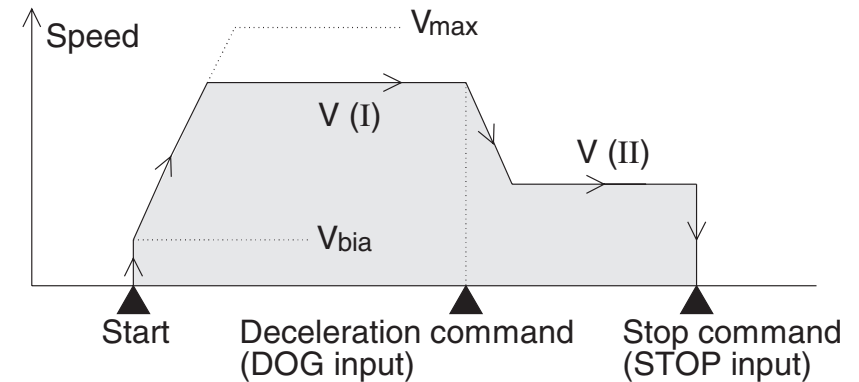 Speed
Vmax
V (I)
V (II)
Vbia
Start
Deceleration command
(DOG input)
Stop command
(STOP input)